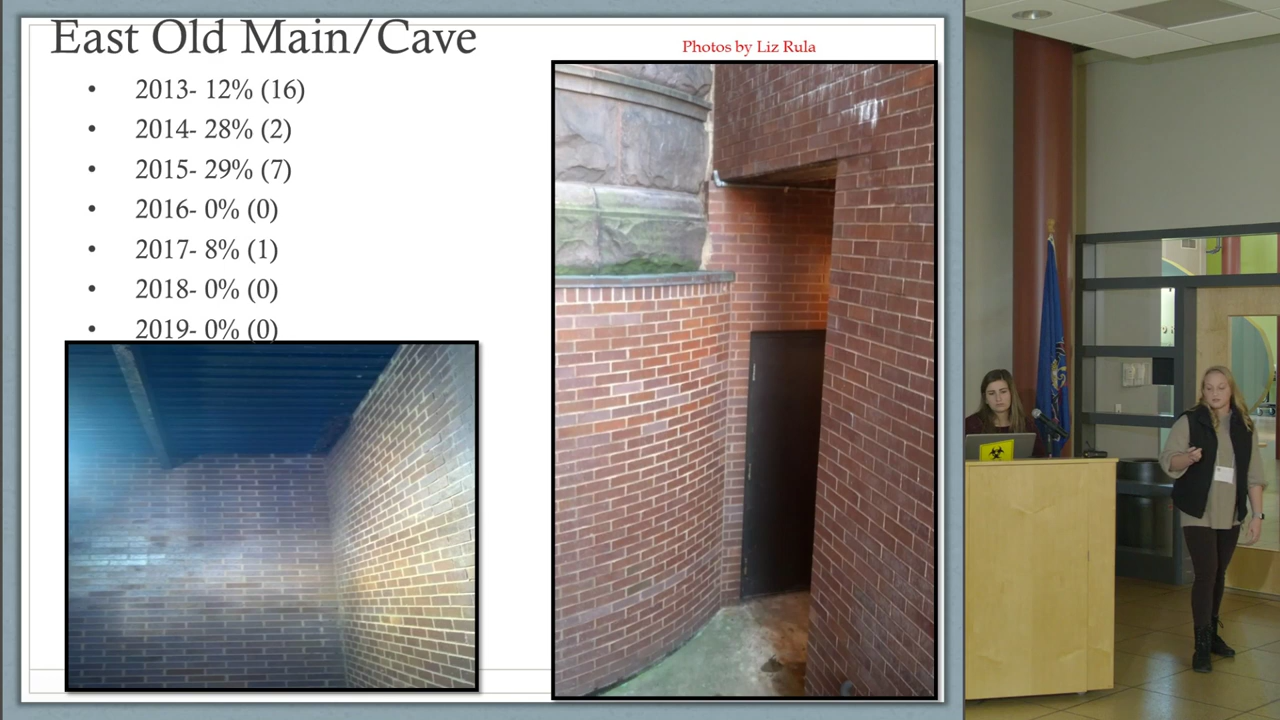 East Old Main/Cave
Photos by Liz Rula
• 2013- 12% (16)
• 2014- 28% (2)
• 2015- 29% (7)
• 2016- 0% (0)
• 2017- 8% (1)
• 2018- 0% (0)
• 2019- 0% (0)